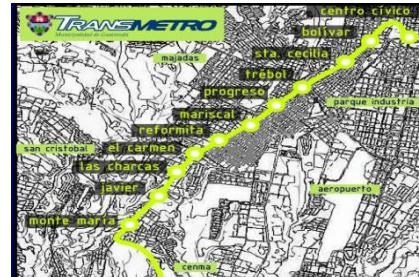 TRANSMETRO
Municipalidad de Guatemala
centro cívico
bolívar
sta. cecilia
majadas
trébol
progreso
parque industria
mariscal
reformita
san cristobal
el carmen
las charcas
aeropuerto
javier
monte maría
cenma